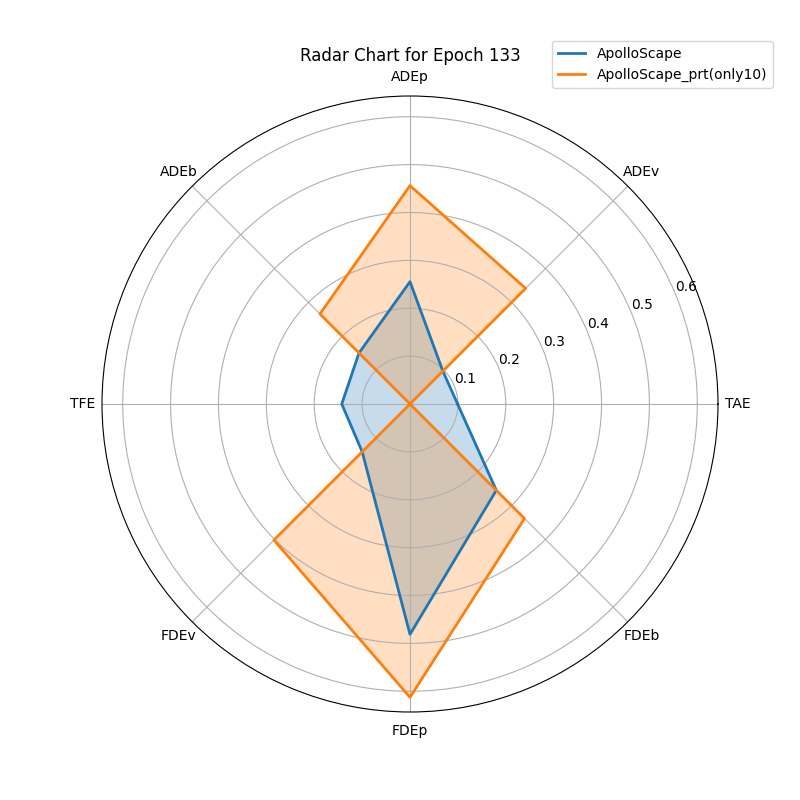 Radar Chart for Epoch 133
ApolloScape
ApolloScape_prt(only10)
ADEp
ADEb
ADEv
0.6
0.5
0.4
0.3
0.2
0.1
TFE
TAE
FDEv
FDEb
FDEp